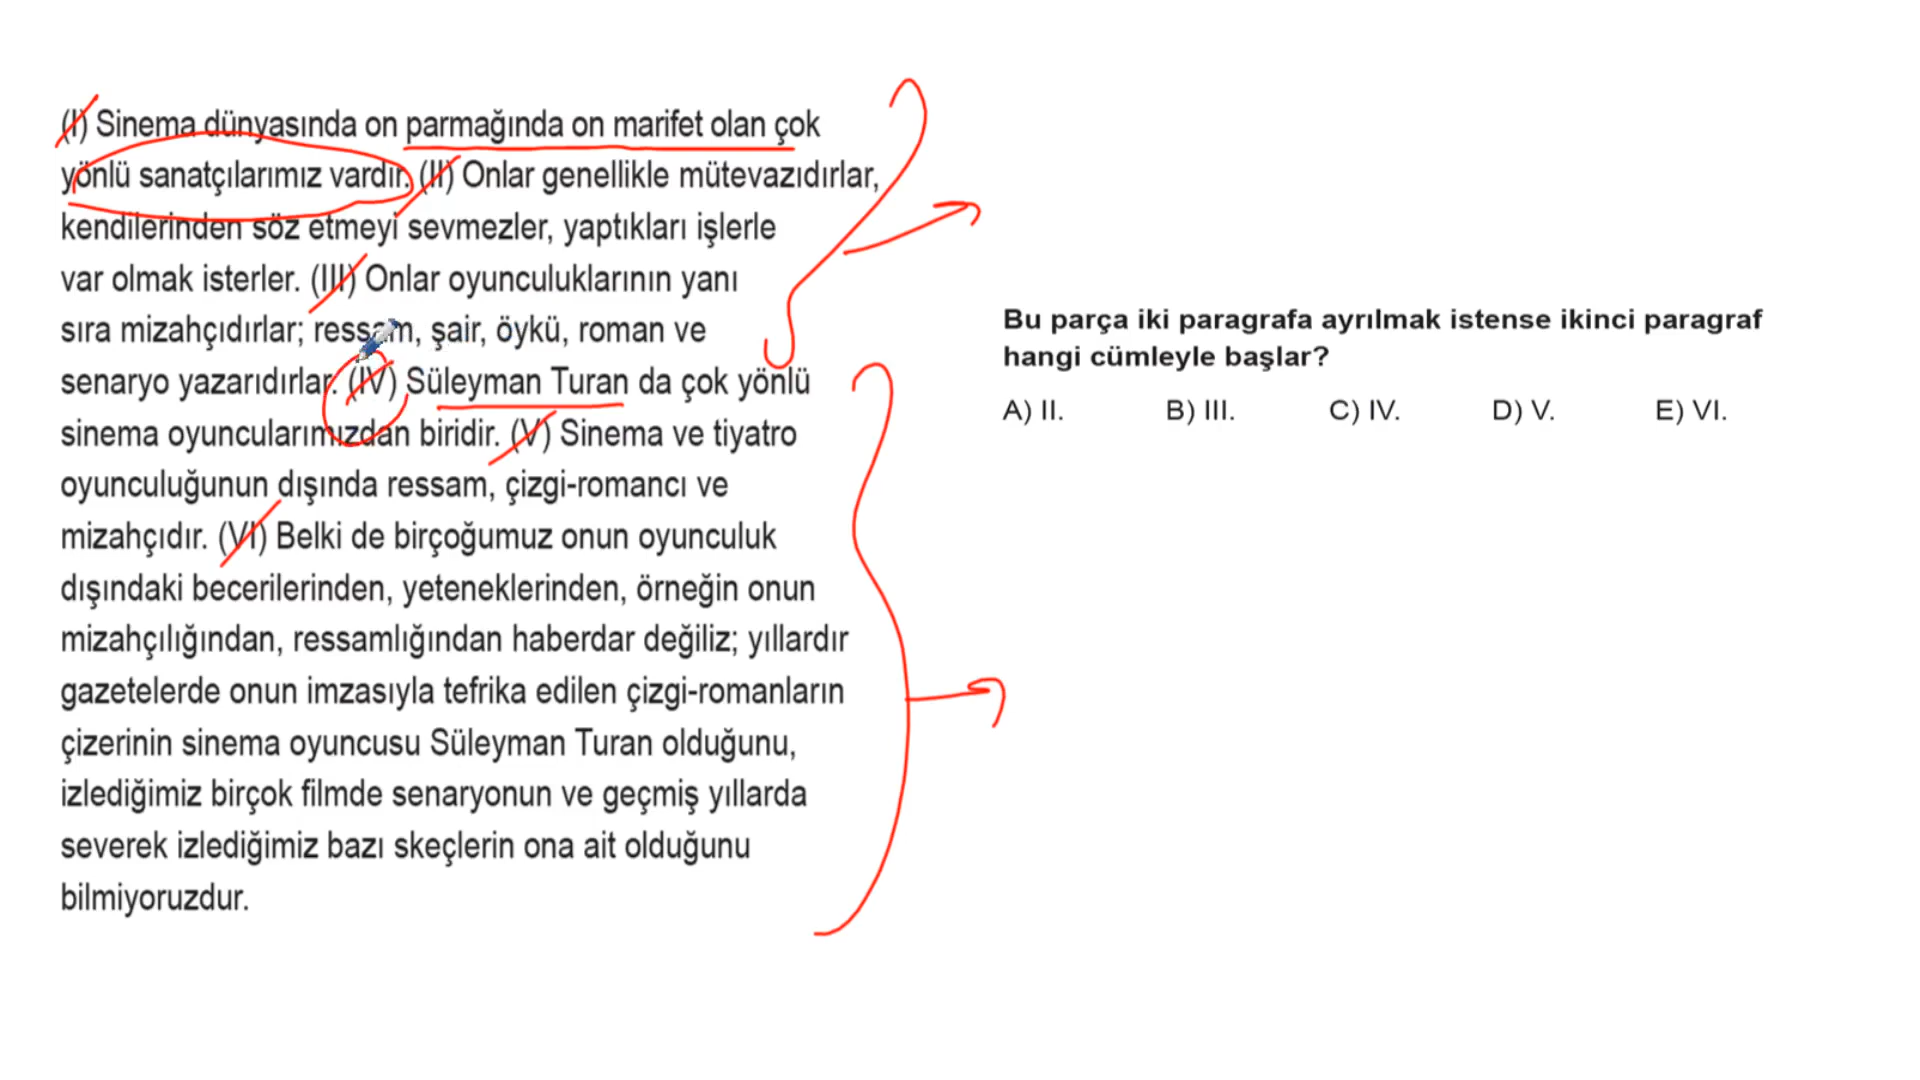 (I) Sinema dünyasında on parmağında on marifet olan çok
yönlü sanatçılarımız vardır. (II) Onlar genellikle mütevazıdırlar,
kendilerinden söz etmeyi sevmezler, yaptıkları işlerle
var olmak isterler. (III) Onlar oyunculuklarının yanı
sıra mizahçıdırlar; ressam, şair, öykü, roman ve
senaryo yazarıdırlar. (IV) Süleyman Turan da çok yönlü
sinema oyuncularımızdan biridir. (V) Sinema ve tiyatro
oyunculuğunun dışında ressam, çizgi-romancı ve
mizahçıdır. (VI) Belki de birçoğumuz onun oyunculuk
dışındaki becerilerinden, yeteneklerinden, örneğin onun
mizahçılığından, ressamlığından haberdar değiliz; yıllardır
gazetelerde onun imzasıyla tefrika edilen çizgi-romanların
çizerinin sinema oyuncusu Süleyman Turan olduğunu,
izlediğimiz birçok filmde senaryonun ve geçmiş yıllarda
severek izlediğimiz bazı skeçlerin ona ait olduğunu
bilmiyoruzdur.
Bu parça iki paragrafa ayrılmak istense ikinci paragraf
hangi cümleyle başlar?
A) II. B) III. C) IV. D) V. E) VI.